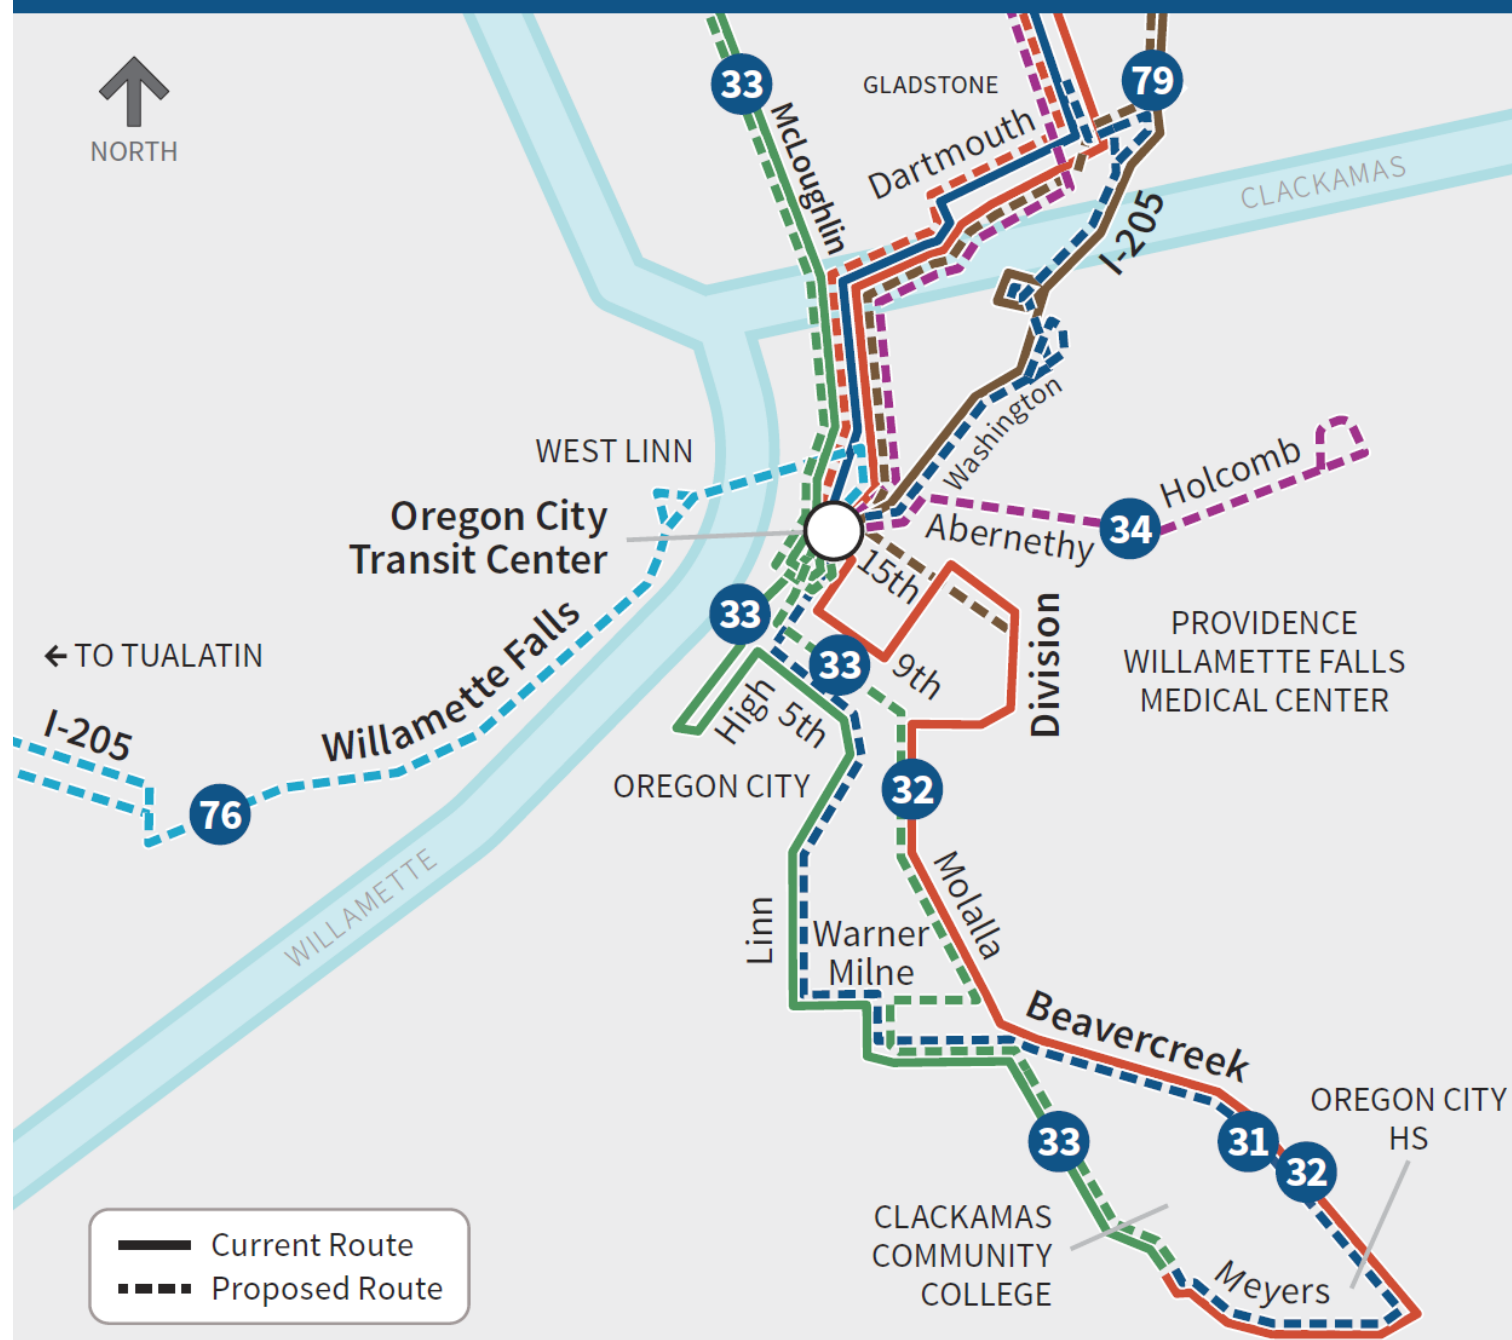 33
McLoughlin
GLADSTONE
79
Dartmouth
CLACKAMAS
I-205
NORTH
WEST LINN
Washington
Oregon City
Transit Center
Abernethy
34
Holcomb
15th
← TO TUALATIN
Willamette Falls
33
33
9th
Division
PROVIDENCE
WILLAMETTE FALLS
MEDICAL CENTER
I-205
High
5th
76
OREGON CITY
32
WILLAMETTE
Linn
Warner
Milne
Molalla
Beavercreek
OREGON CITY
HS
33
31
32
CLACKAMAS
COMMUNITY
COLLEGE
Meyers
Current Route
Proposed Route